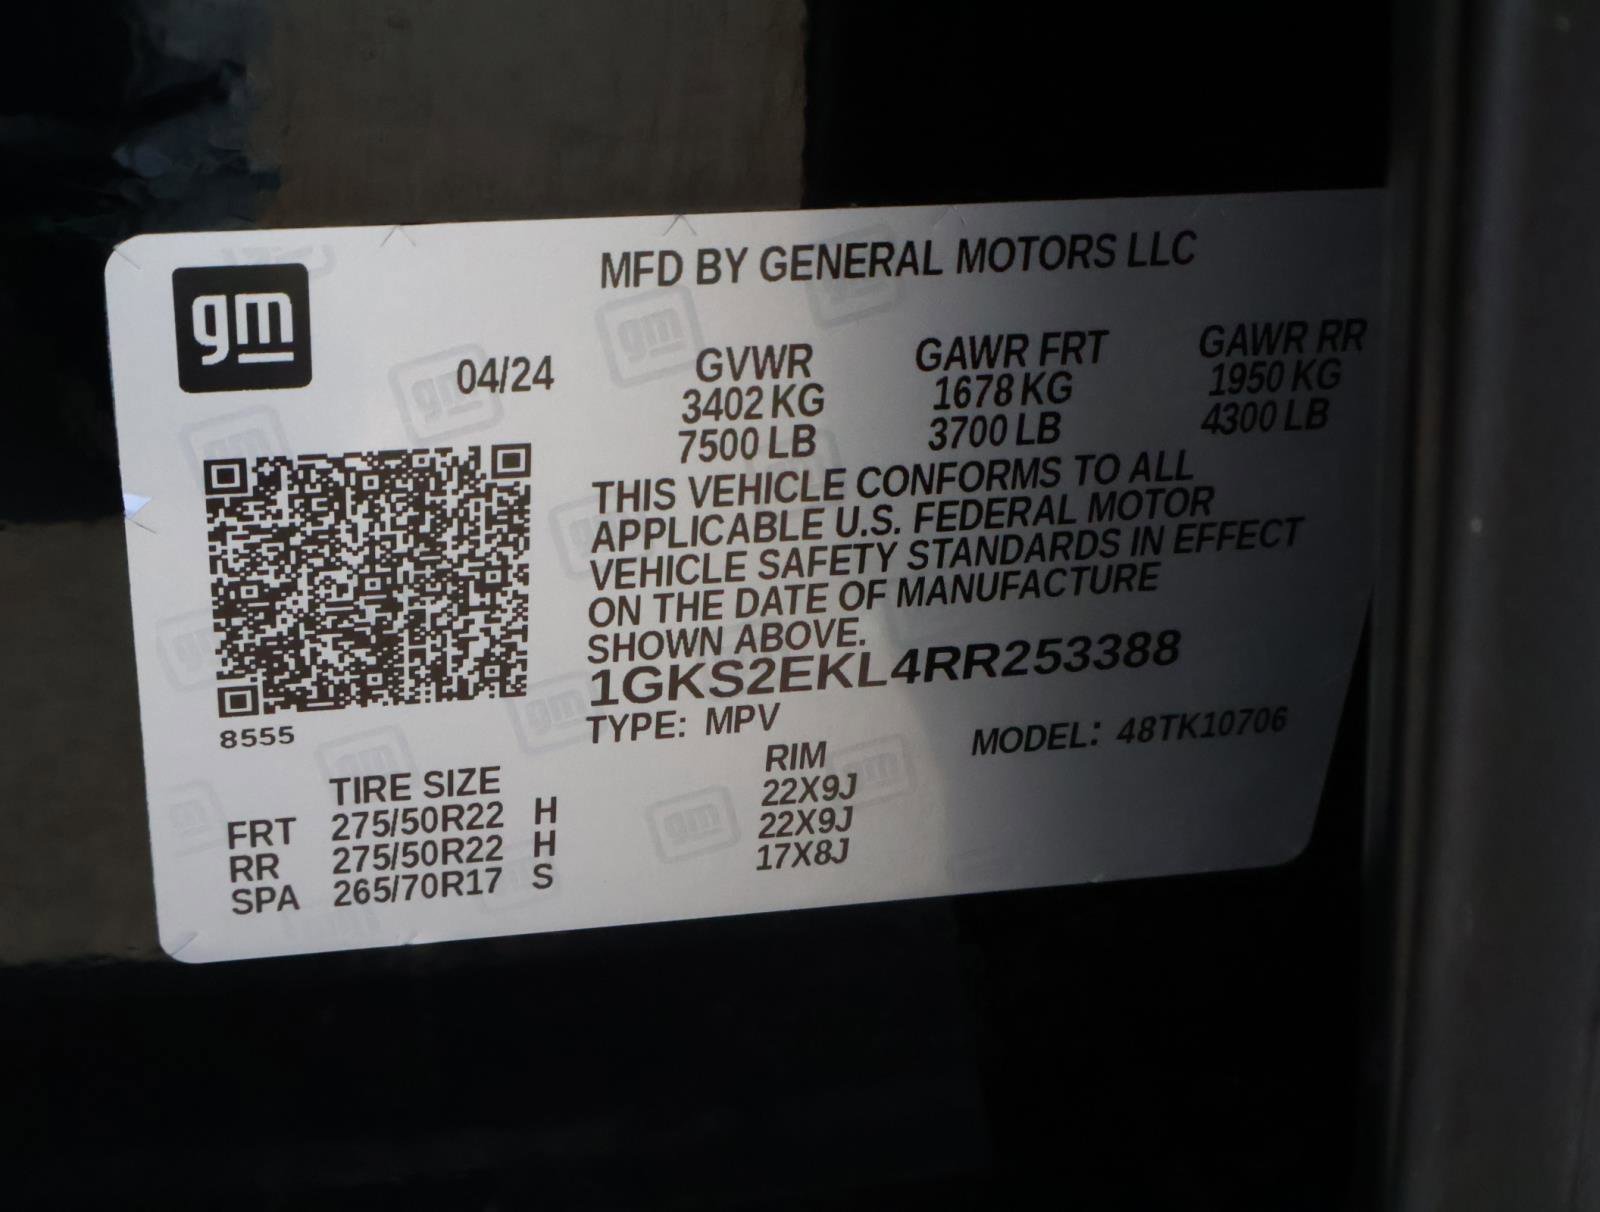 gm
MFD BY GENERAL MOTORS LLC
04/24
GVWR GAWR FRT GAWR RR
3402 KG 1678 KG 1950 KG
7500 LB 3700 LB 4300 LB
THIS VEHICLE CONFORMS TO ALL
APPLICABLE U.S. FEDERAL MOTOR
VEHICLE SAFETY STANDARDS IN EFFECT
ON THE DATE OF MANUFACTURE
SHOWN ABOVE.
1GKS2EKL4RR253388
8555
TYPE: MPV MODEL: 48TK10706
TIRE SIZE RIM
FRT 275/50R22 H 22X9J
RR 275/50R22 H 22X9J
SPA 265/70R17 S 17X8J